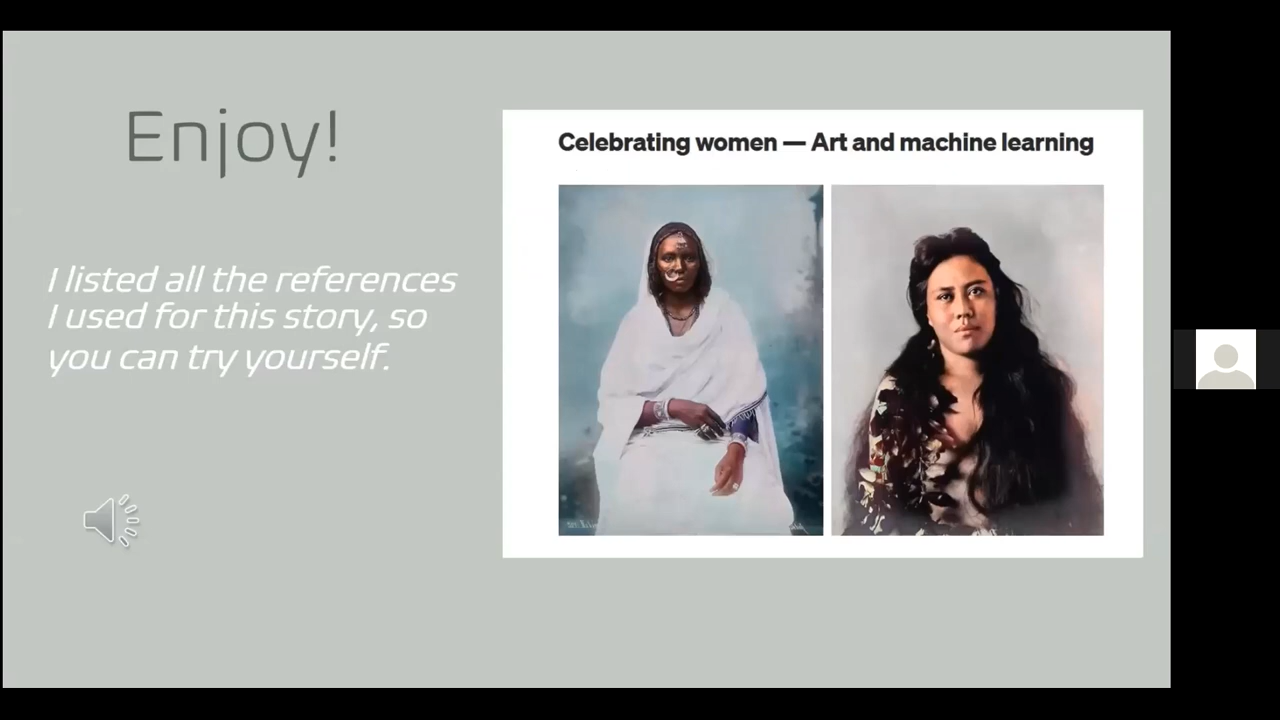 Enjoy!
I listed all the references
I used for this story, so
you can try yourself.
Celebrating women — Art and machine learning